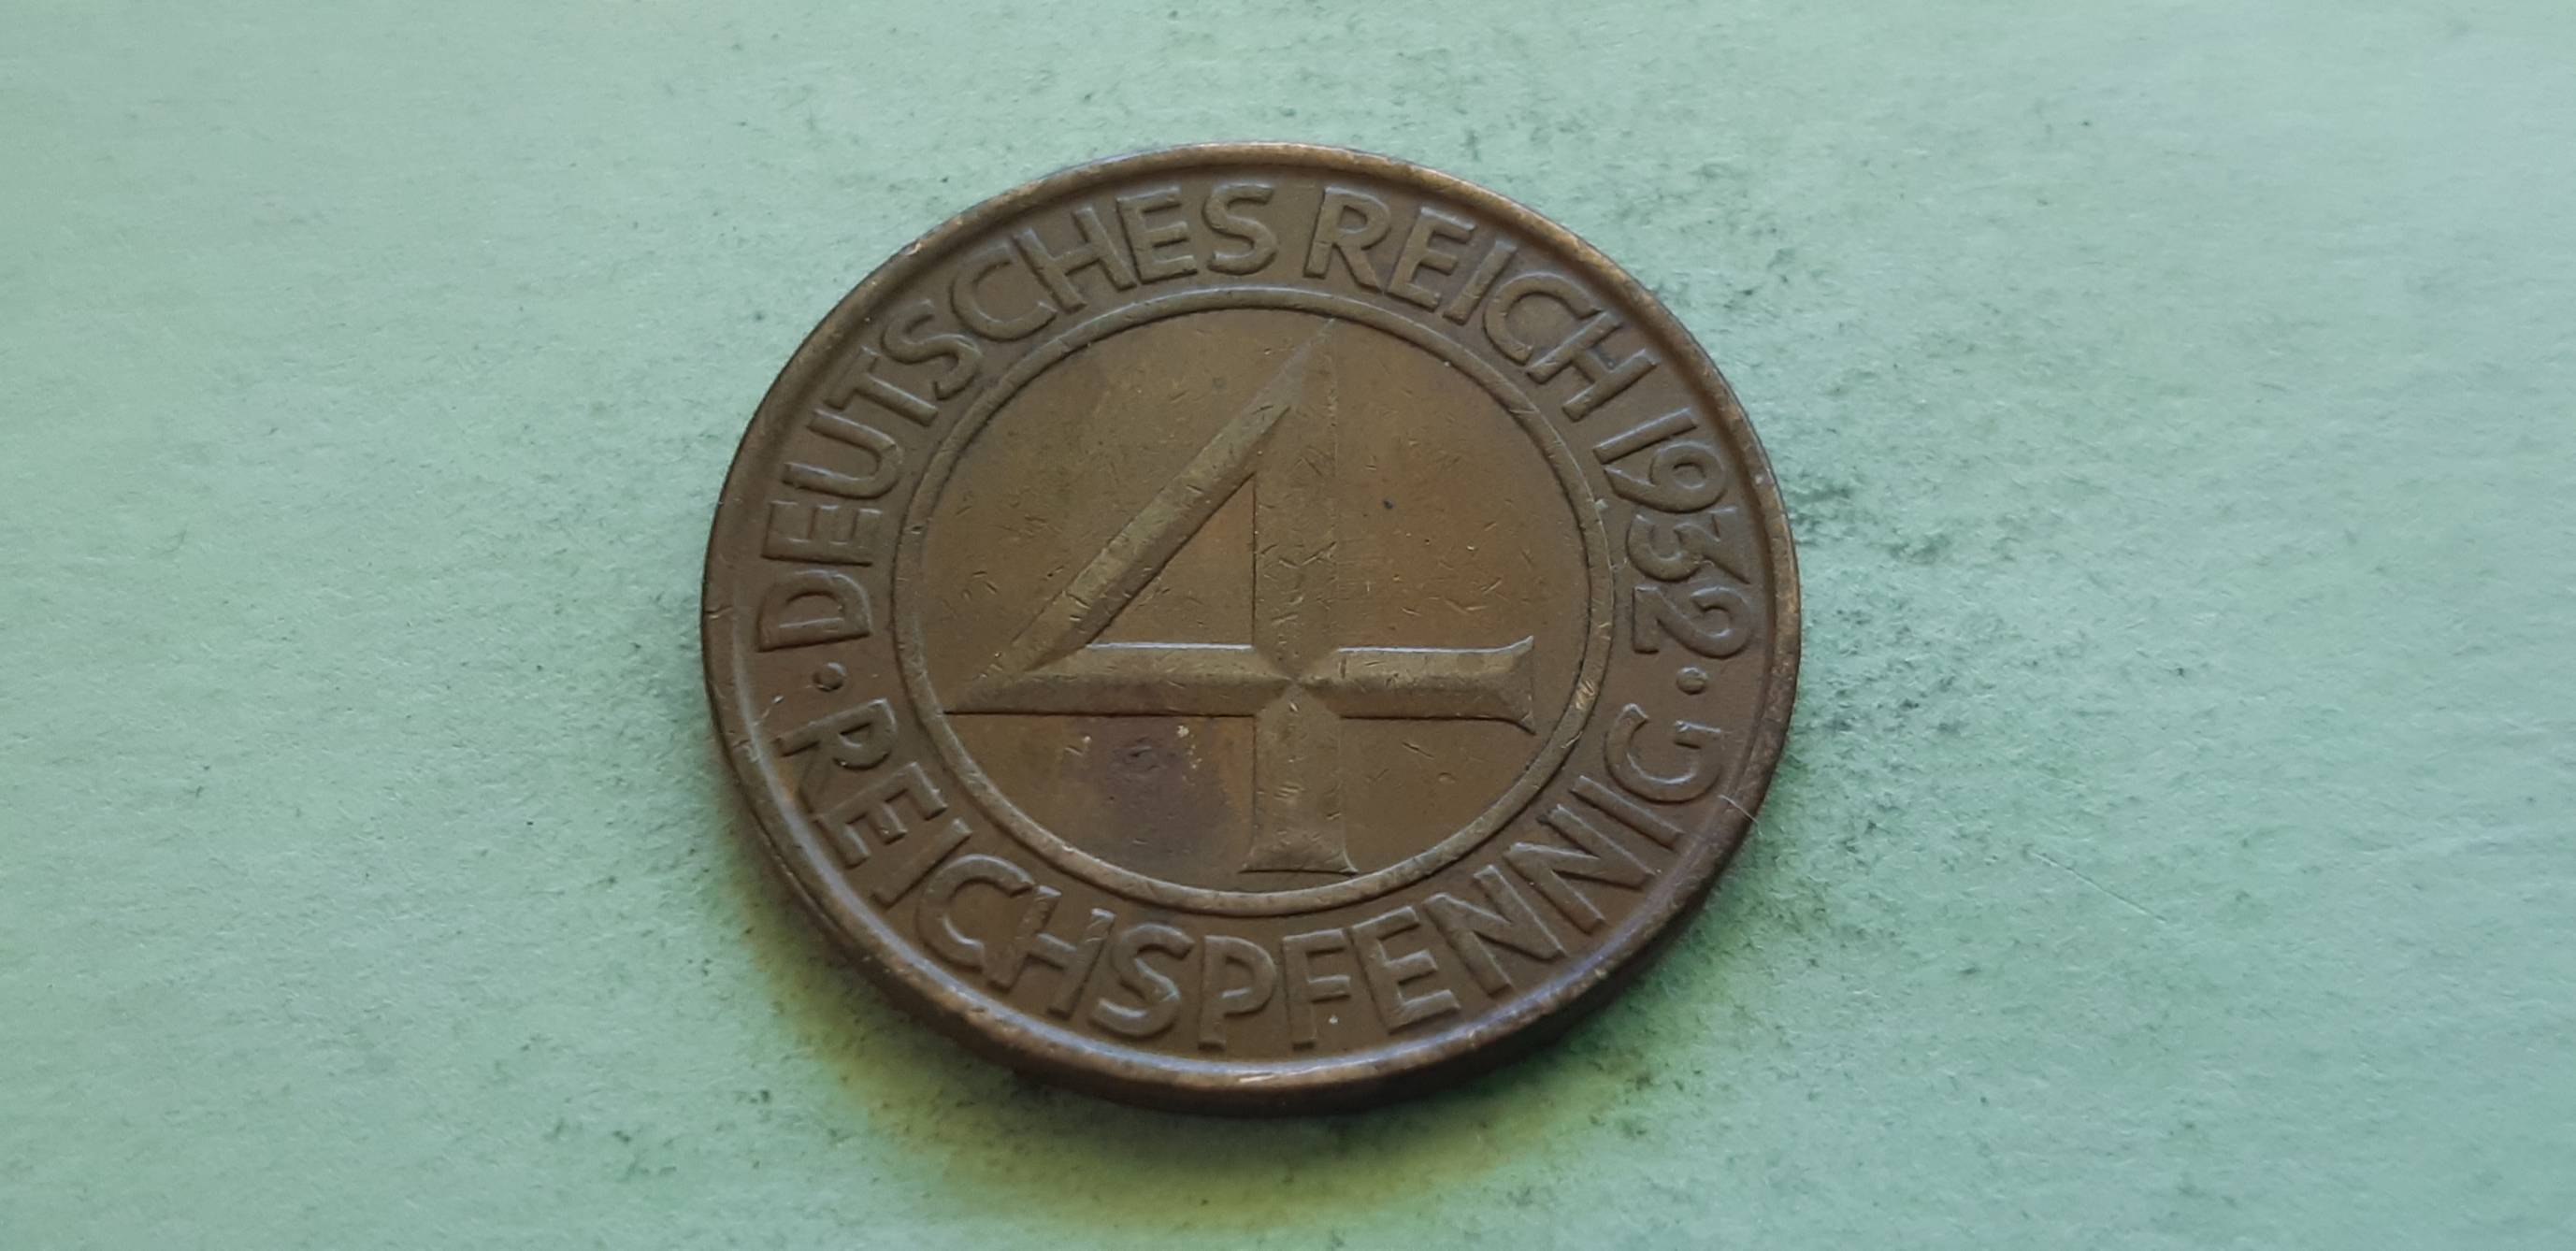 DEUTSCHES REICH 1932
4
· REICHSPFENNIG ·